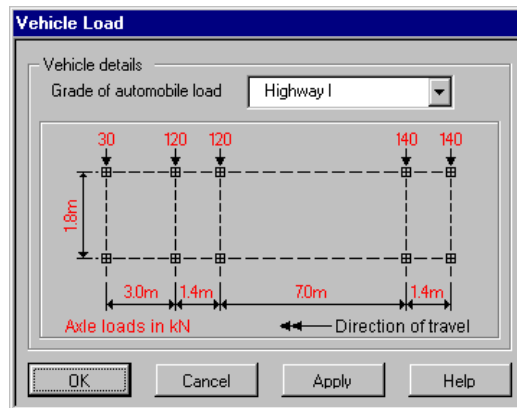 Vehicle Load
Vehicle details
Grade of automobile load Highway I
30 120 120 140 140
1.8m
3.0m 1.4m 7.0m 1.4m
Axle loads in kN Direction of travel
OK Cancel Apply Help